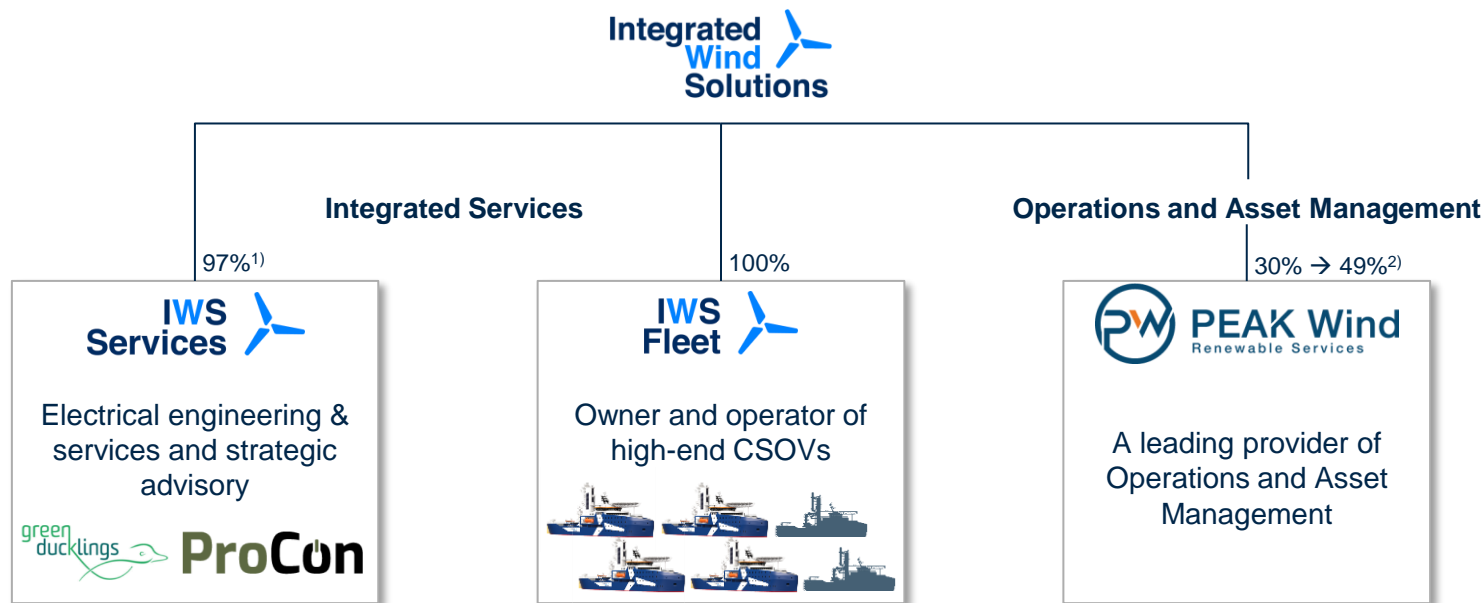 Integrated
Wind
Solutions
Integrated Services
Operations and Asset Management
97%1)
100%
30% → 49%2)
IWS
Services
Electrical engineering &
services and strategic
advisory
green
ducklings
ProCon
IWS
Fleet
Owner and operator of
high-end CSOVs
PW
PEAK Wind
Renewable Services
A leading provider of
Operations and Asset
Management